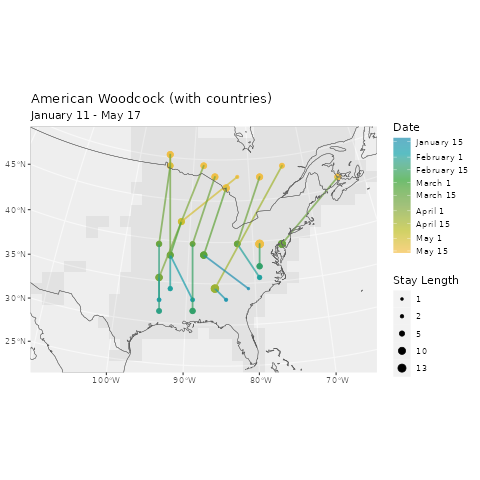 American Woodcock (with countries)
January 11 - May 17
45°N
40°N
35°N
30°N
25°N
100°W
90°W
80°W
70°W
Date
January 15
February 1
February 15
March 1
March 15
April 1
April 15
May 1
May 15
Stay Length
1
2
5
10
13